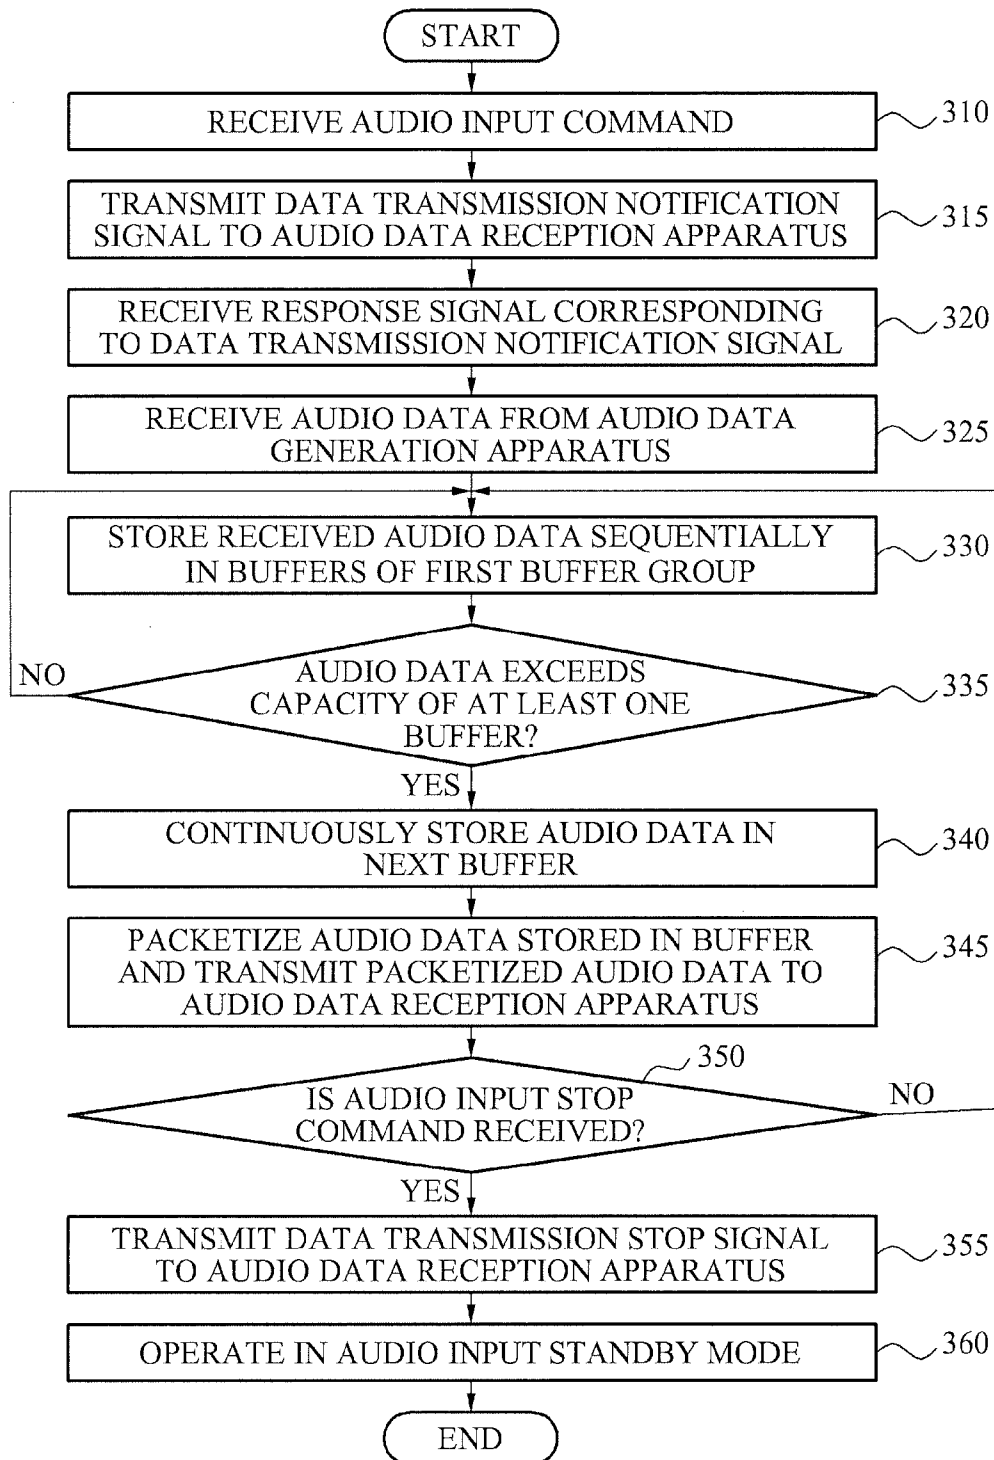 START
RECEIVE AUDIO INPUT COMMAND
310
TRANSMIT DATA TRANSMISSION NOTIFICATION
SIGNAL TO AUDIO DATA RECEPTION APPARATUS
315
RECEIVE RESPONSE SIGNAL CORRESPONDING
TO DATA TRANSMISSION NOTIFICATION SIGNAL
320
RECEIVE AUDIO DATA FROM AUDIO DATA
GENERATION APPARATUS
325
STORE RECEIVED AUDIO DATA SEQUENTIALLY
IN BUFFERS OF FIRST BUFFER GROUP
330
NO
AUDIO DATA EXCEEDS
CAPACITY OF AT LEAST ONE
BUFFER?
335
YES
CONTINUOUSLY STORE AUDIO DATA IN
NEXT BUFFER
340
PACKETIZE AUDIO DATA STORED IN BUFFER
AND TRANSMIT PACKETIZED AUDIO DATA TO
AUDIO DATA RECEPTION APPARATUS
345
350
IS AUDIO INPUT STOP
COMMAND RECEIVED?
NO
YES
TRANSMIT DATA TRANSMISSION STOP SIGNAL
TO AUDIO DATA RECEPTION APPARATUS
355
OPERATE IN AUDIO INPUT STANDBY MODE
360
END